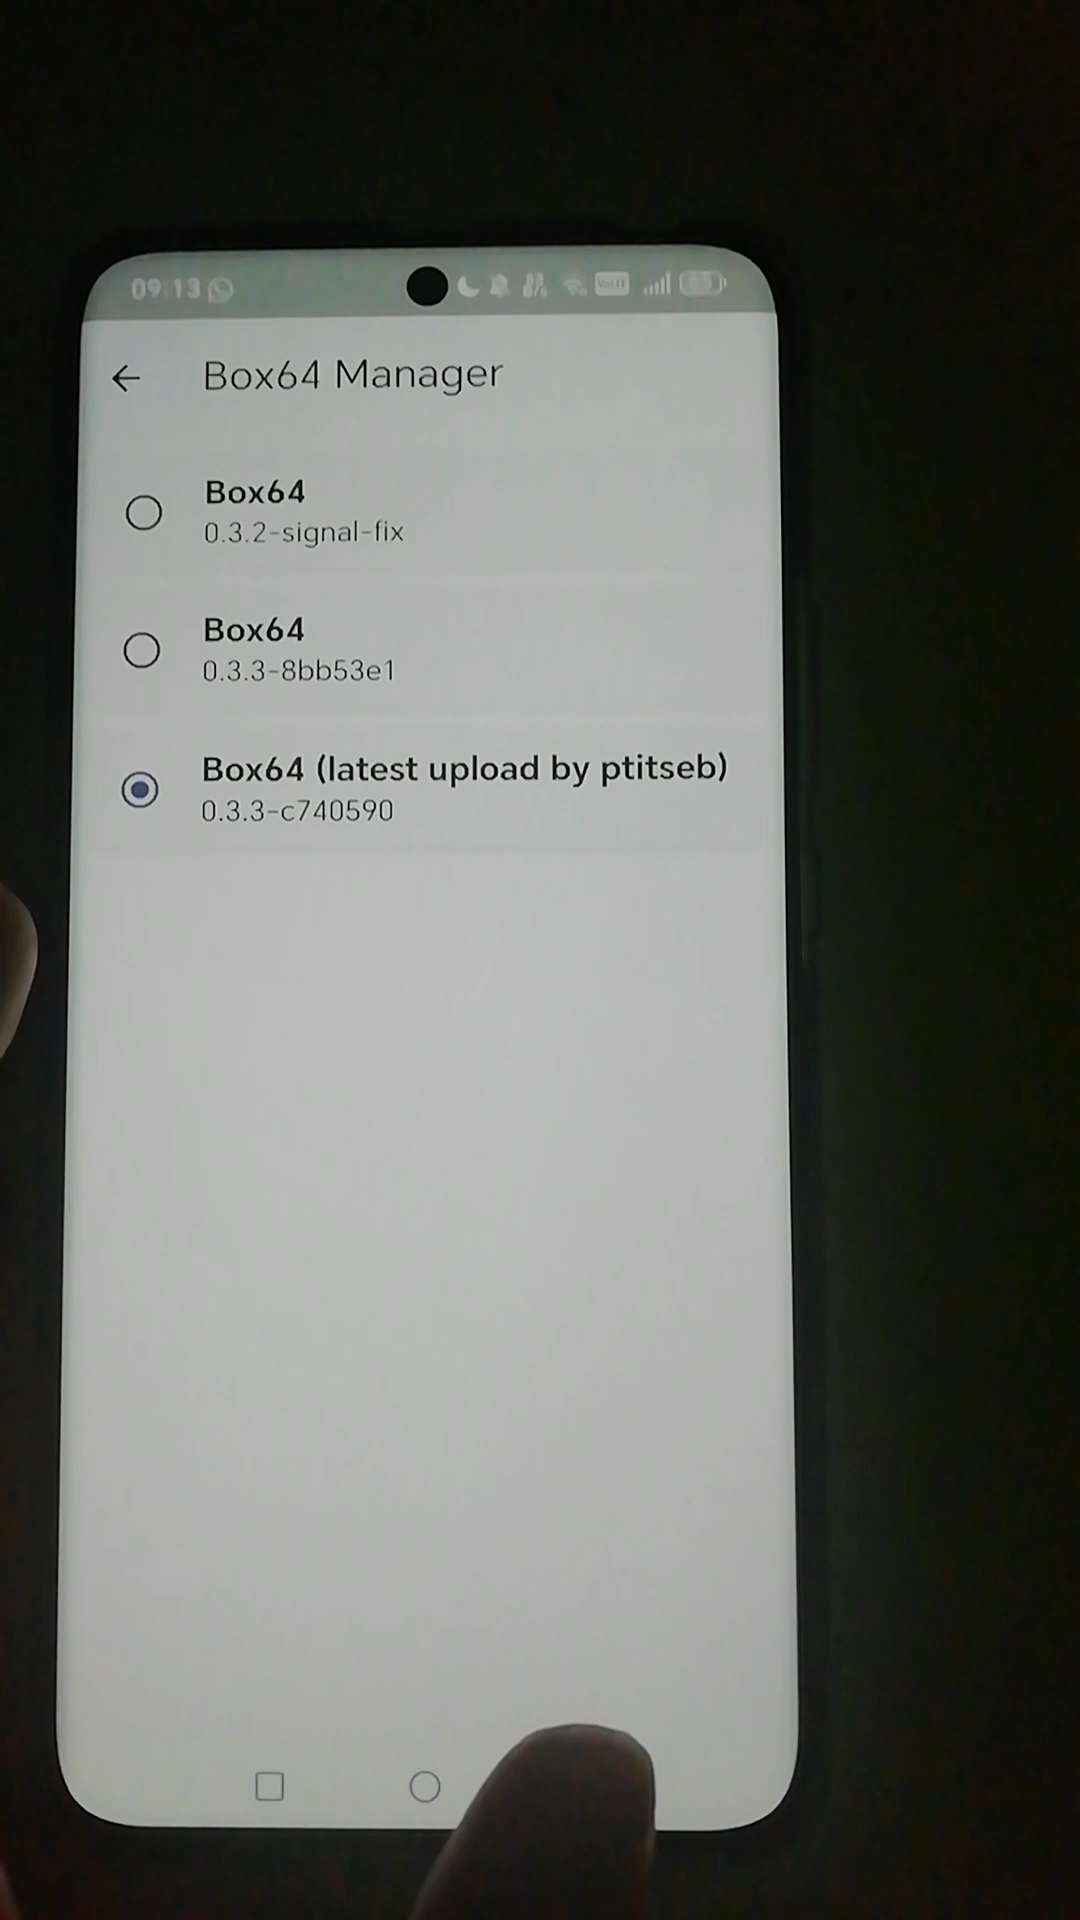 09:13
Box64 Manager
Box64
0.3.2-signal-fix
Box64
0.3.3-8bb53e1
Box64 (latest upload by ptitseb)
0.3.3-c740590